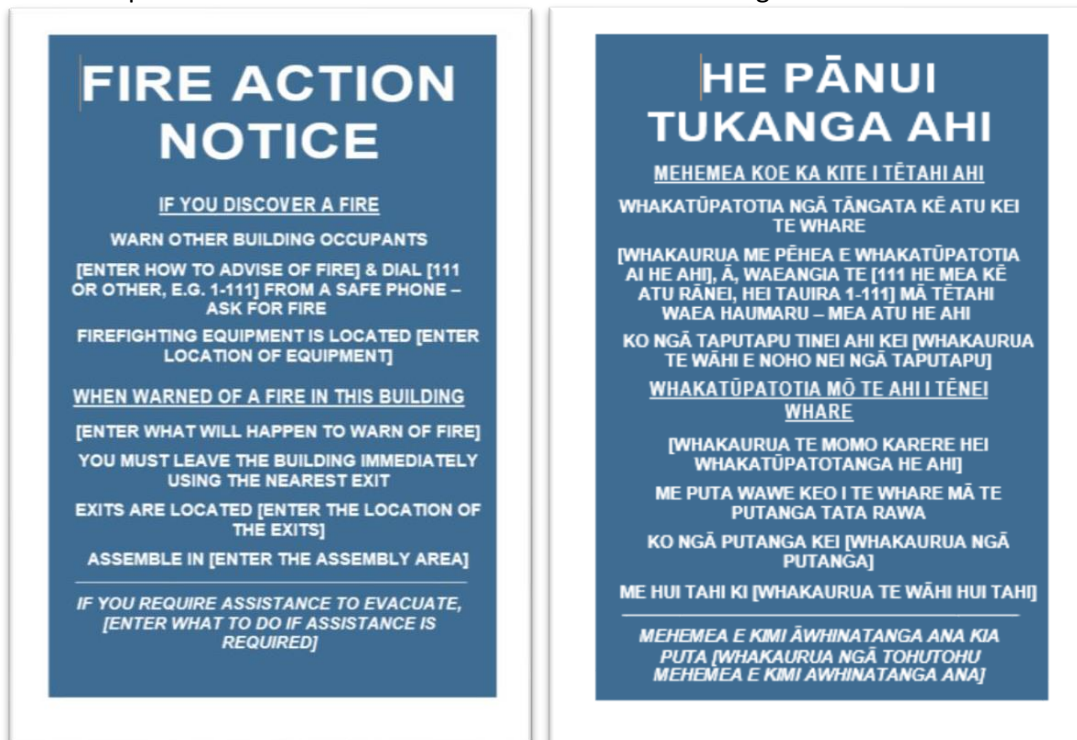 FIRE ACTION
NOTICE
IF YOU DISCOVER A FIRE
WARN OTHER BUILDING OCCUPANTS
[ENTER HOW TO ADVISE OF FIRE] & DIAL [111
OR OTHER, E.G. 1-111] FROM A SAFE PHONE –
ASK FOR FIRE
FIREFIGHTING EQUIPMENT IS LOCATED [ENTER
LOCATION OF EQUIPMENT]
WHEN WARNED OF A FIRE IN THIS BUILDING
[ENTER WHAT WILL HAPPEN TO WARN OF FIRE]
YOU MUST LEAVE THE BUILDING IMMEDIATELY
USING THE NEAREST EXIT
EXITS ARE LOCATED [ENTER THE LOCATION OF
THE EXITS]
ASSEMBLE IN [ENTER THE ASSEMBLY AREA]
IF YOU REQUIRE ASSISTANCE TO EVACUATE,
[ENTER WHAT TO DO IF ASSISTANCE IS
REQUIRED]
HE PĀNUI
TUKANGA AHI
MEHEMEA KOE KA KITE I TĒTAHI AHI
WHAKATŪPATOTIA NGĀ TĀNGATA KĒ ATU KEI
TE WHARE
[WHAKAURUA ME PĒHEA E WHAKATŪPATOTIA
AI HE AHI], Ā, WAEANGIA TE [111 HE MEA KĒ
ATU RĀNEI, HEI TAUIRA 1-111] MĀ TĒTAHI
WAEA HAUMARU – MEA ATU HE AHI
KO NGĀ TAPUTAPU TINEI AHI KEI [WHAKAURUA
TE WĀHI E NOHO NEI NGĀ TAPUTAPU]
WHAKATŪPATOTIA MŌ TE AHI I TĒNEI
WHARE
[WHAKAURUA TE MOMO KARERE HEI
WHAKATŪPATOTANGA HE AHI]
ME PUTA WAWE KEO I TE WHARE MĀ TE
PUTANGA TATA RAWA
KO NGĀ PUTANGA KEI [WHAKAURUA NGĀ
PUTANGA]
ME HUI TAHI KI [WHAKAURUA TE WĀHI HUI TAHI]
MEHEMEA E KIMI ĀWHINATANGA ANA KIA
PUTA [WHAKAURUA NGĀ TOHUTOHU
MEHEMEA E KIMI AWHINATANGA ANA]